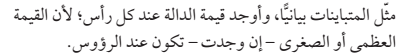 مثّل المتباينات بيانيًّا، وأوجد قيمة الدالة عند كل رأس؛ لأن القيمة
العظمى أو الصغرى – إن وجدت – تكون عند الرؤوس.